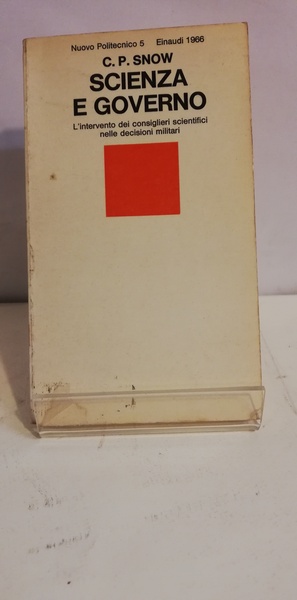 Nuovo Politecnico 5 Einaudi 1966
C. P. SNOW
SCIENZA
E GOVERNO
L'intervento dei consiglieri scientifici
nelle decisioni militari